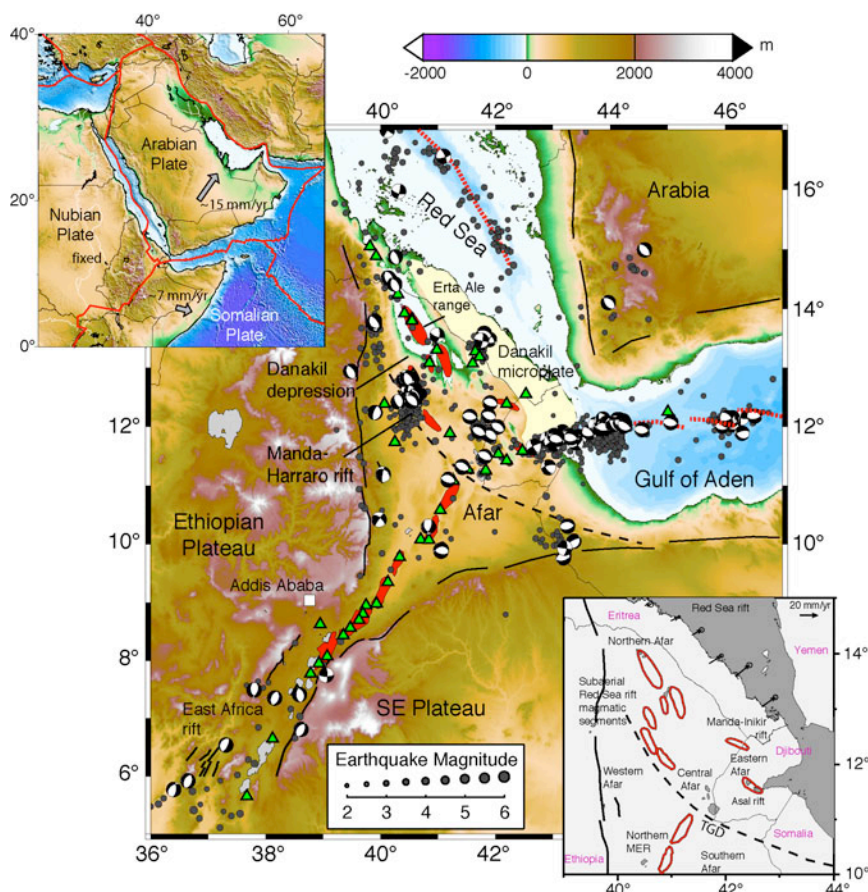 40°
60°
m
-2000
0
2000
4000
40°
20°
0°
Arabian
Plate
~15 mm/yr
Nubian
Plate
fixed
~7 mm/yr
Somalian
Plate
40°
42°
44°
46°
16°
14°
12°
10°
Red Sea
Arabia
Erta Ale
range
Danakil
depression
Danakil
microplate
12°
Manda-
Harraro rift
Gulf of Aden
Afar
Ethiopian
Plateau
10°
Addis Ababa
8°
East Africa
rift
SE Plateau
6°
Earthquake Magnitude
2
3
4
5
6
36°
38°
40°
42°
Red Sea rift
20 mm/yr
Eritrea
Northern Afar
Yemen
14°
Subaerial
Red Sea rift
magmatic
segments
Manda-Inikir
rift
Djibouti
12°
Eastern
Afar
Western
Afar
Central
Afar
Asal rift
TGD
Somalia
Northern
MER
Southern
Afar
Ethiopia
10°
40°
42°
44°